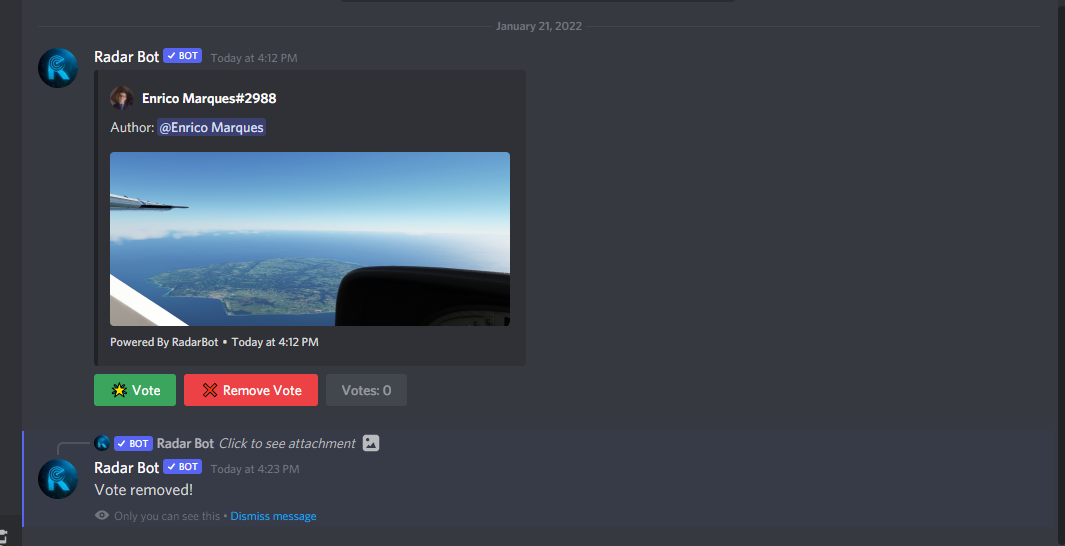 January 21, 2022
Radar Bot ✓ BOT Today at 4:12 PM
Enrico Marques#2988
Author: @Enrico Marques
Powered By RadarBot • Today at 4:12 PM
Vote
Remove Vote
Votes: 0
✓ BOT Radar Bot Click to see attachment
Radar Bot ✓ BOT Today at 4:23 PM
Vote removed!
Only you can see this • Dismiss message